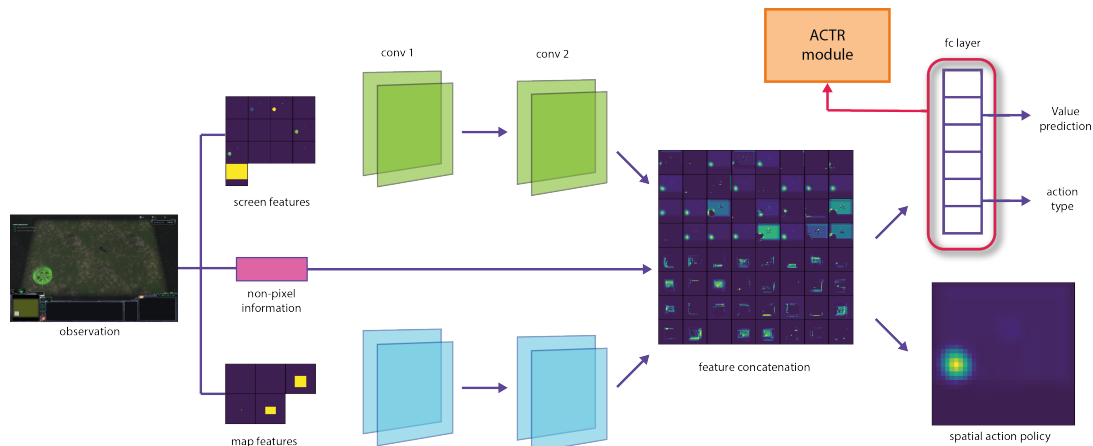 conv 1
conv 2
ACTR
module
fc layer
Value
prediction
action
type
screen features
non-pixel
information
observation
map features
feature concatenation
spatial action policy